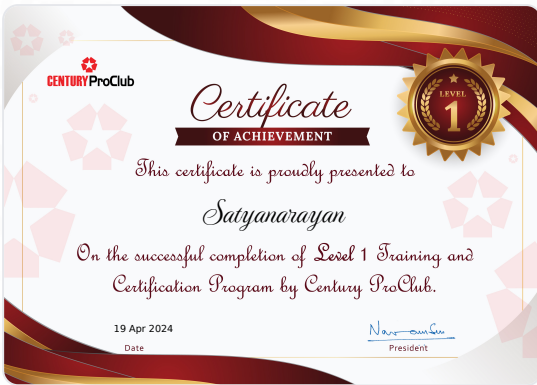 CENTURY ProClub
LEVEL
1
Certificate
OF ACHIEVEMENT
This certificate is proudly presented to
Satyanarayan
On the successful completion of Level 1 Training and
Certification Program by Century ProClub.
19 Apr 2024
Date
President